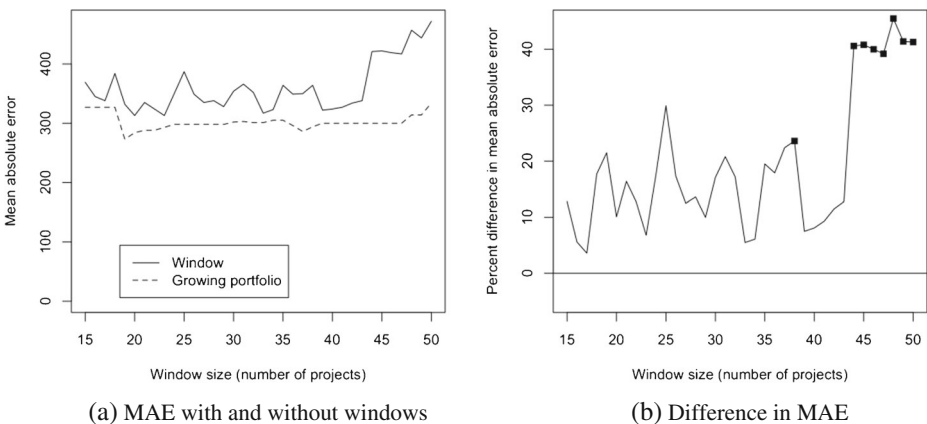 Mean absolute error
400
300
200
100
0
Window
Growing portfolio
15 20 25 30 35 40 45 50
Window size (number of projects)
(a) MAE with and without windows
Percent difference in mean absolute error
40
30
20
10
0
15 20 25 30 35 40 45 50
Window size (number of projects)
(b) Difference in MAE